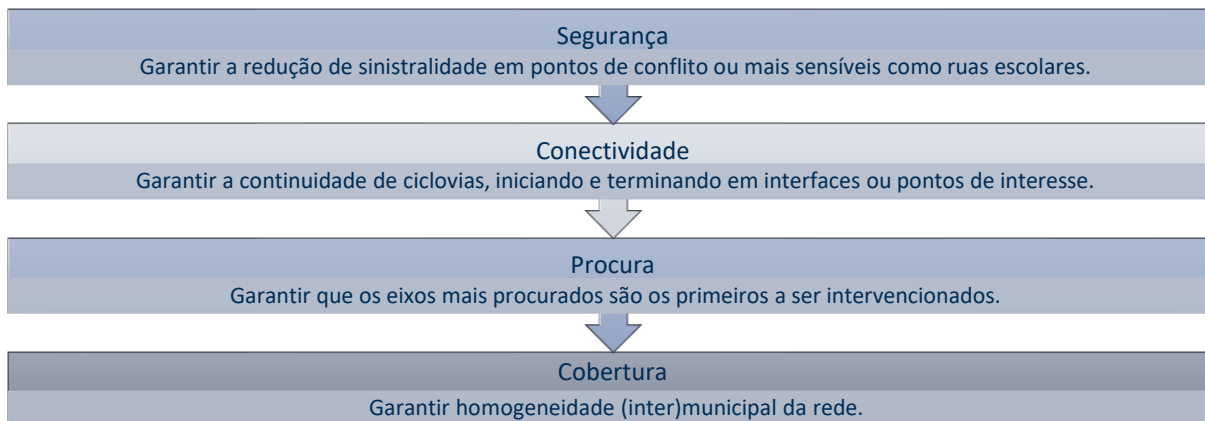 Segurança
Garantir a redução de sinistralidade em pontos de conflito ou mais sensíveis como ruas escolares.
Conectividade
Garantir a continuidade de ciclovias, iniciando e terminando em interfaces ou pontos de interesse.
Procura
Garantir que os eixos mais procurados são os primeiros a ser intervencionados.
Cobertura
Garantir homogeneidade (inter)municipal da rede.